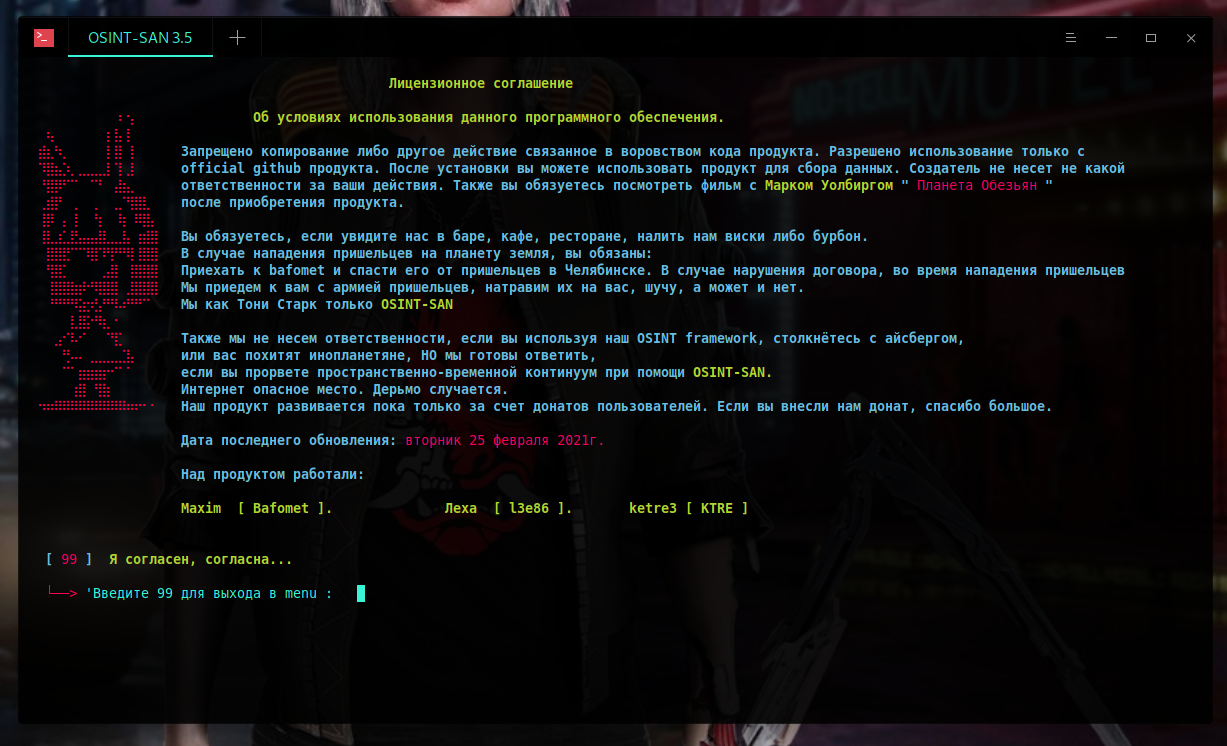 OSINT-SAN 3.5
Лицензионное соглашение
Об условиях использования данного программного обеспечения.
Запрещено копирование либо другое действие связанное в воровством кода продукта. Разрешено использование только с
official github продукта. После установки вы можете использовать продукт для сбора данных. Создатель не несет не какой
ответственности за ваши действия. Также вы обязуетесь посмотреть фильм с Марком Уолбиргом " Планета Обезьян "
после приобретения продукта.
Вы обязуетесь, если увидите нас в баре, кафе, ресторане, налить нам виски либо бурбон.
В случае нападения пришельцев на планету земля, вы обязаны:
Приехать к bafomet и спасти его от пришельцев в Челябинске. В случае нарушения договора, во время нападения пришельцев
Мы приедем к вам с армией пришельцев, натравим их на вас, шучу, а может и нет.
Мы как Тони Старк только OSINT-SAN
Также мы не несем ответственности, если вы используя наш OSINT framework, столкнётесь с айсбергом,
или вас похитят инопланетяне, НО мы готовы ответить,
если вы прорвете пространственно-временной континуум при помощи OSINT-SAN.
Интернет опасное место. Дерьмо случается.
Наш продукт развивается пока только за счет донатов пользователей. Если вы внесли нам донат, спасибо большое.
Дата последнего обновления: вторник 25 февраля 2021г.
Над продуктом работали:
Maxim [ Bafomet ]. Леха [ l3e86 ]. ketre3 [ KTRE ]
[ 99 ] Я согласен, согласна...
└──> 'Введите 99 для выхода в menu :
NO-TELL MOTEL